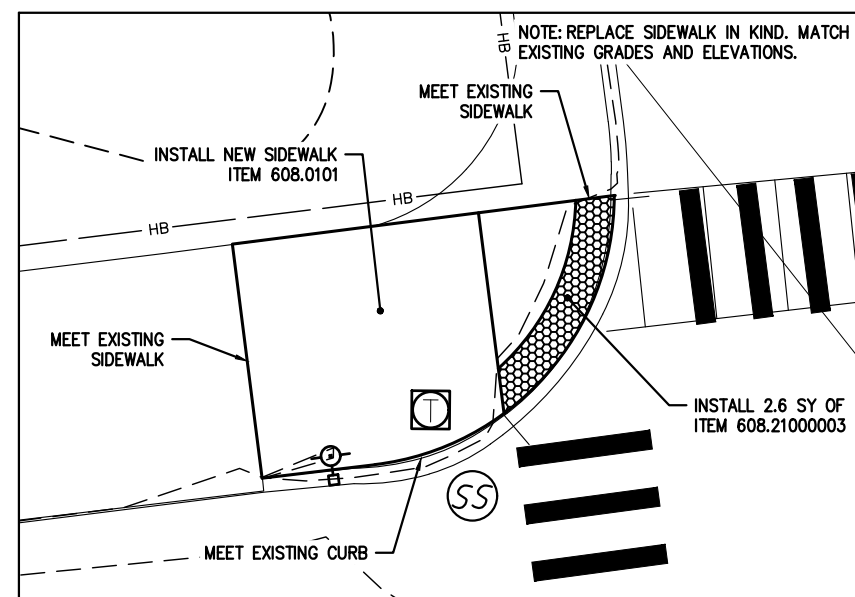 NOTE: REPLACE SIDEWALK IN KIND. MATCH
EXISTING GRADES AND ELEVATIONS.
HB
MEET EXISTING
SIDEWALK
INSTALL NEW SIDEWALK
ITEM 608.0101
HB
HB
MEET EXISTING
SIDEWALK
T
INSTALL 2.6 SY OF
ITEM 608.21000003
SS
MEET EXISTING CURB